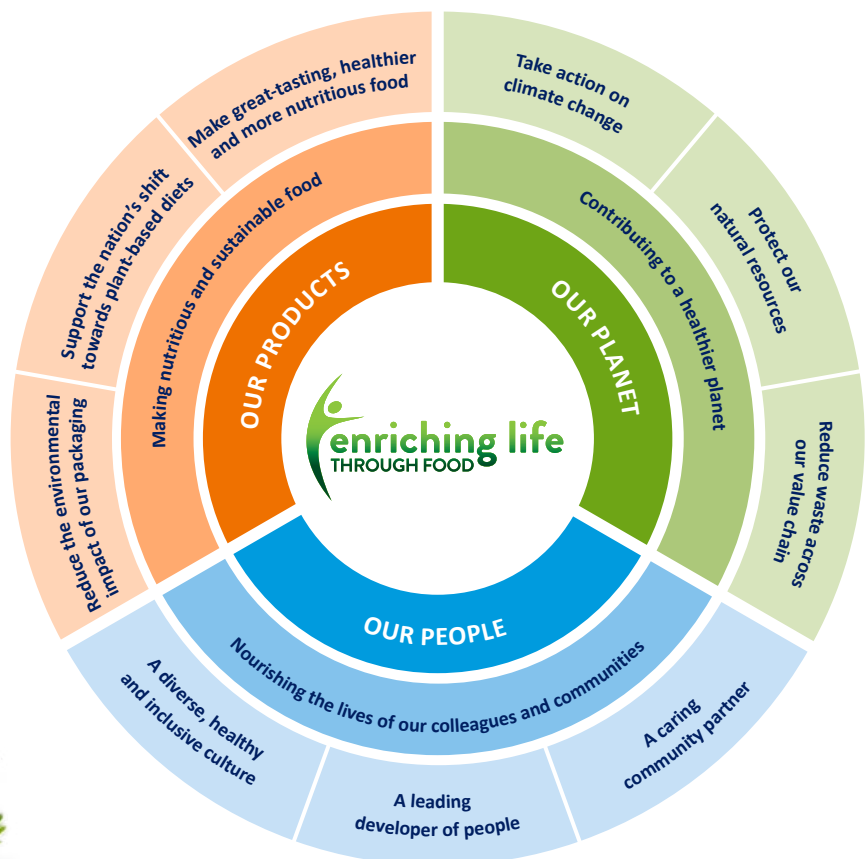 enriching life
THROUGH FOOD
OUR PRODUCTS
Making nutritious and sustainable food
Make great-tasting, healthier
and more nutritious food
Support the nation's shift
towards plant-based diets
Reduce the environmental
impact of our packaging
OUR PLANET
Contributing to a healthier planet
Take action on
climate change
Protect our
natural resources
Reduce waste across
our value chain
OUR PEOPLE
Nourishing the lives of our colleagues and communities
A diverse, healthy
and inclusive culture
A leading
developer of people
A caring
community partner